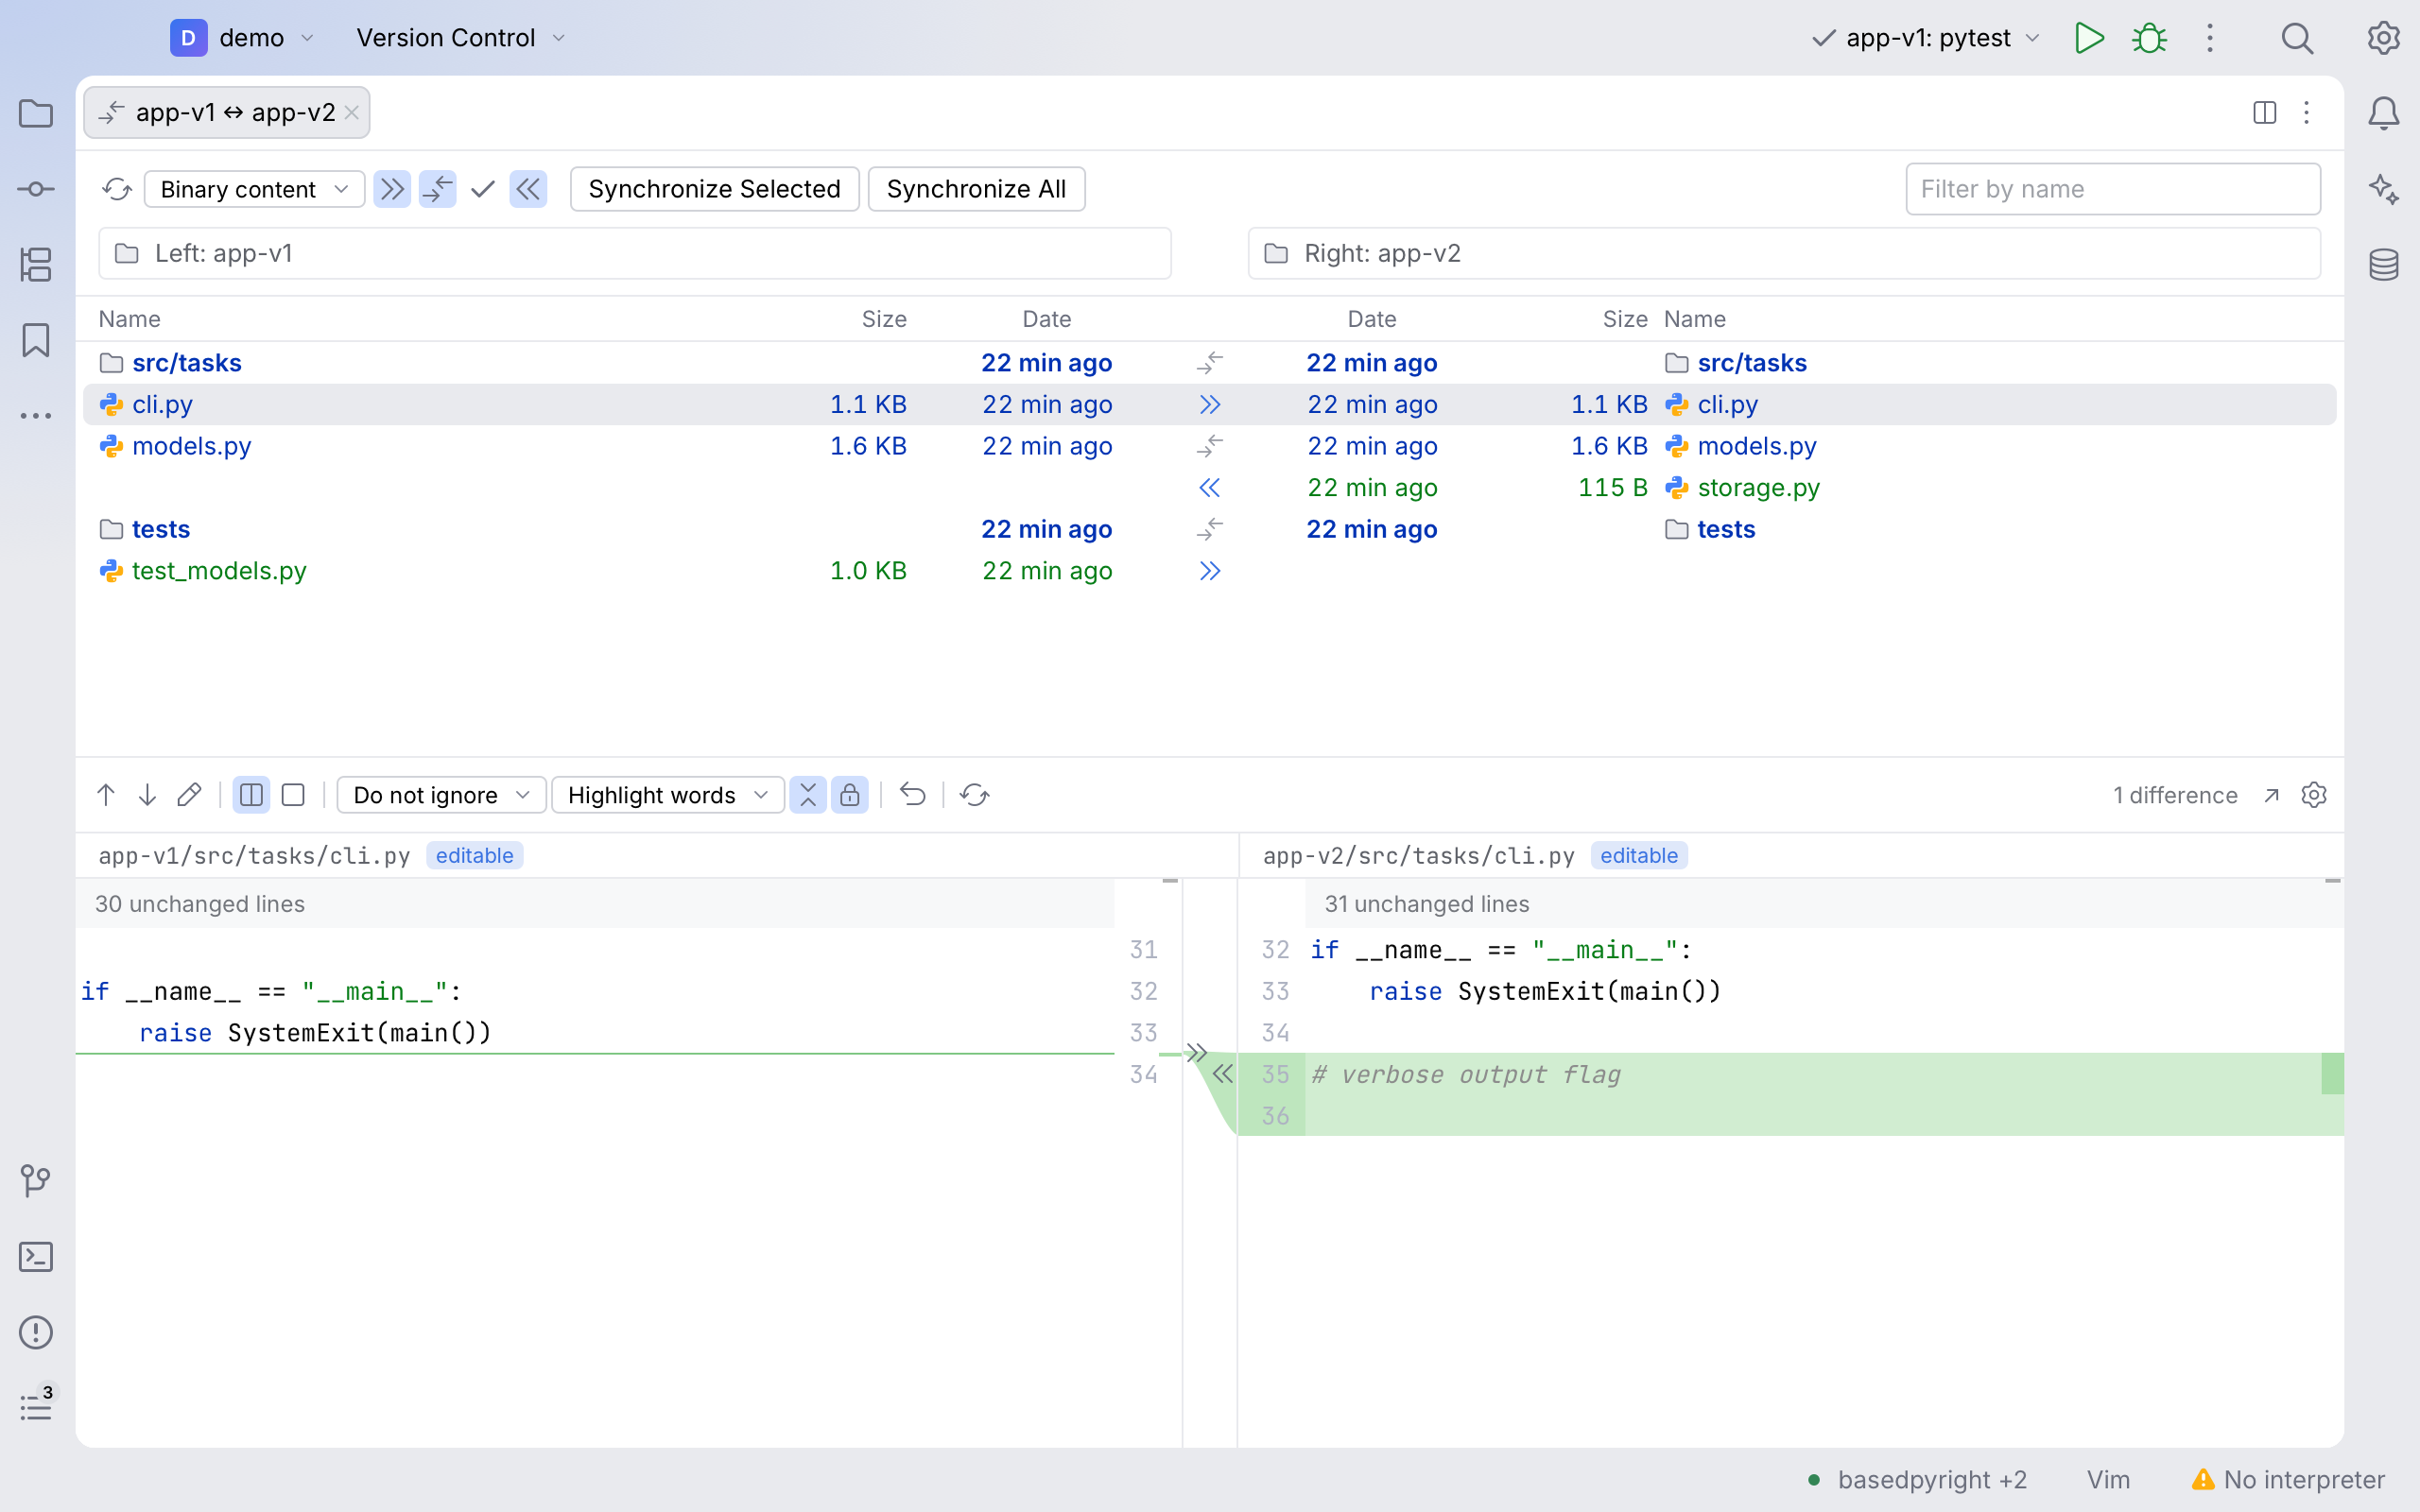 D demo Version Control app-v1: pytest
app-v1 ↔ app-v2
Binary content Synchronize Selected Synchronize All Filter by name
Left: app-v1 Right: app-v2
Name Size Date Date Size Name
src/tasks 22 min ago 22 min ago src/tasks
cli.py 1.1 KB 22 min ago 22 min ago 1.1 KB cli.py
models.py 1.6 KB 22 min ago 22 min ago 1.6 KB models.py
22 min ago 115 B storage.py
tests 22 min ago 22 min ago tests
test_models.py 1.0 KB 22 min ago
Do not ignore Highlight words 1 difference
app-v1/src/tasks/cli.py editable app-v2/src/tasks/cli.py editable
30 unchanged lines 31 unchanged lines
31 32 if __name__ == "__main__":
if __name__ == "__main__": 32 33 raise SystemExit(main())
raise SystemExit(main()) 33 34
34 35 # verbose output flag
36
3
basedpyright +2 Vim No interpreter